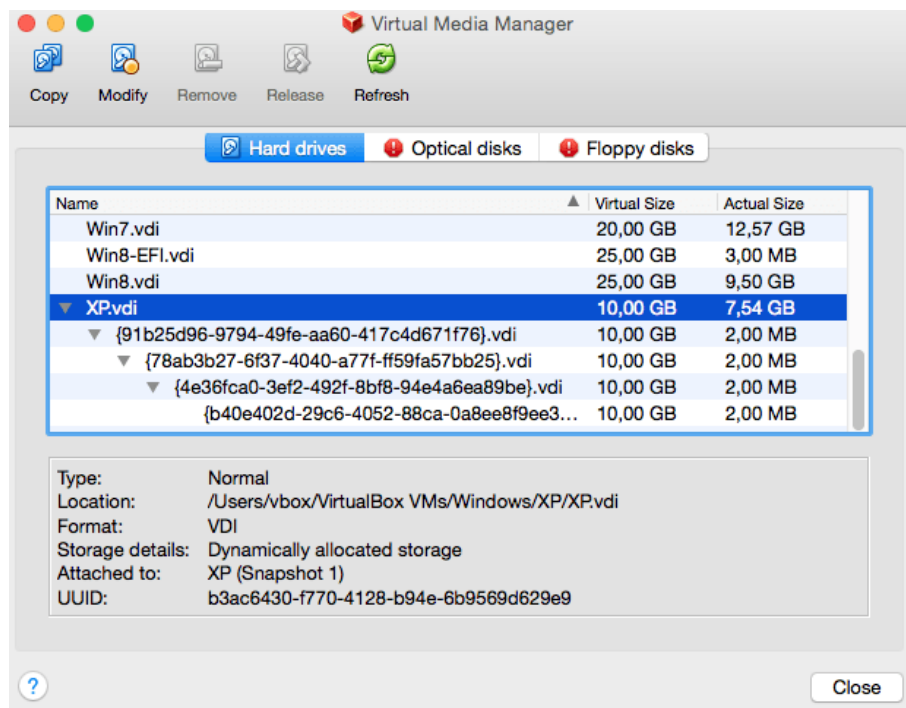 Virtual Media Manager
Copy Modify Remove Release Refresh
Hard drives Optical disks Floppy disks
Name Virtual Size Actual Size
Win7.vdi 20,00 GB 12,57 GB
Win8-EFI.vdi 25,00 GB 3,00 MB
Win8.vdi 25,00 GB 9,50 GB
XP.vdi 10,00 GB 7,54 GB
{91b25d96-9794-49fe-aa60-417c4d671f76}.vdi 10,00 GB 2,00 MB
{78ab3b27-6f37-4040-a77f-ff59fa57bb25}.vdi 10,00 GB 2,00 MB
{4e36fca0-3ef2-492f-8bf8-94e4a6ea89be}.vdi 10,00 GB 2,00 MB
{b40e402d-29c6-4052-88ca-0a8ee8f9ee3... 10,00 GB 2,00 MB
Type: Normal
Location: /Users/vbox/VirtualBox VMs/Windows/XP/XP.vdi
Format: VDI
Storage details: Dynamically allocated storage
Attached to: XP (Snapshot 1)
UUID: b3ac6430-f770-4128-b94e-6b9569d629e9
? Close